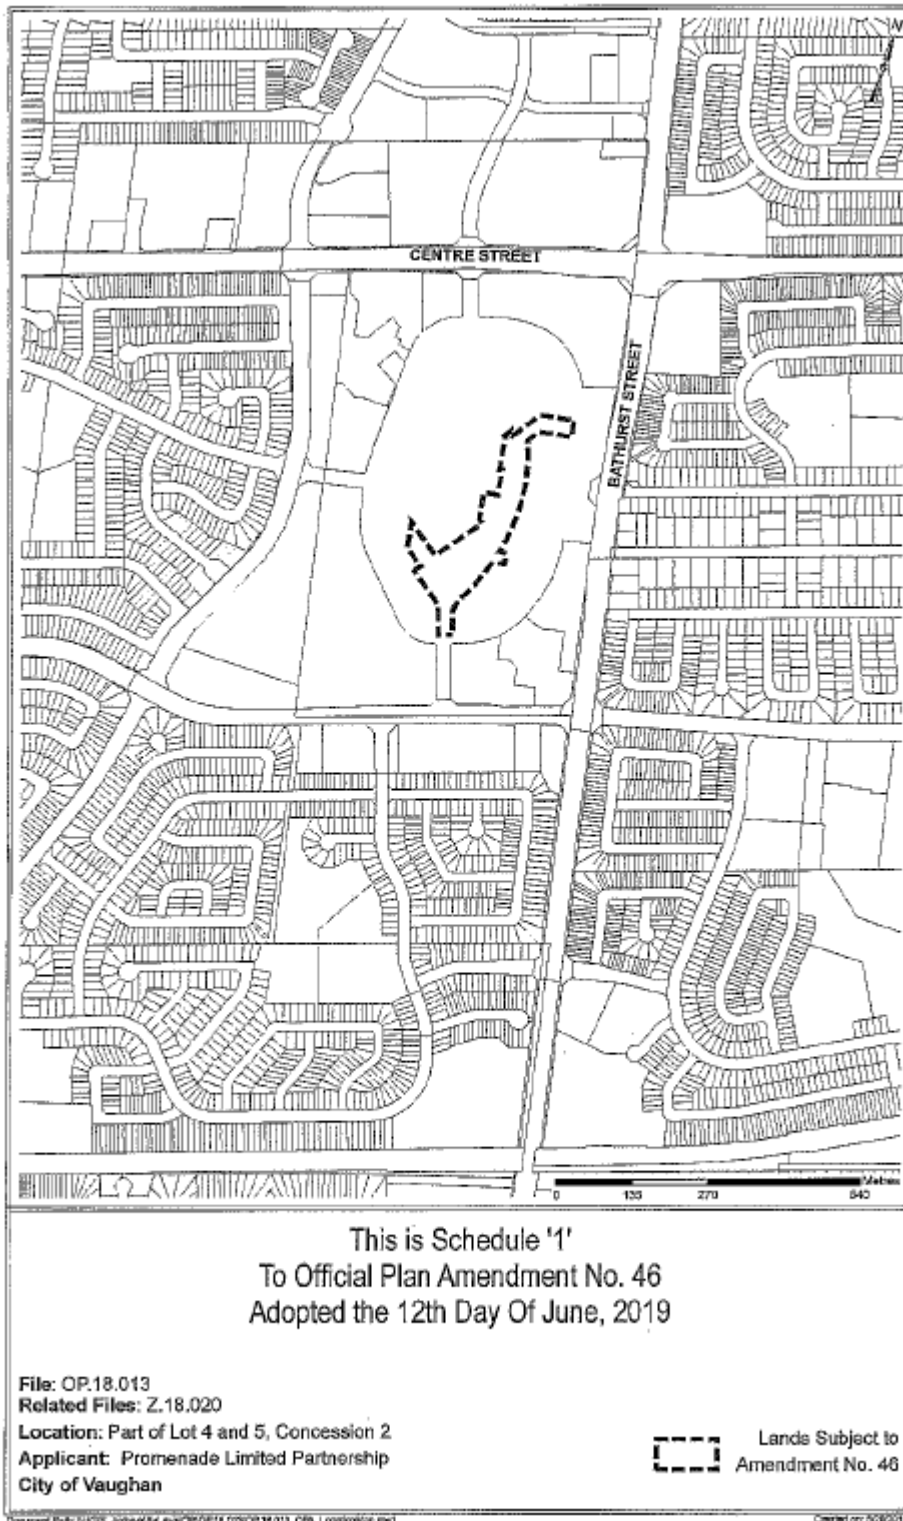 N
CENTRE STREET
BATHURST STREET
Metres
0 135 270 540
This is Schedule '1'
To Official Plan Amendment No. 46
Adopted the 12th Day Of June, 2019
File: OP.18.013
Related Files: Z.18.020
Location: Part of Lot 4 and 5, Concession 2
Applicant: Promenade Limited Partnership
City of Vaughan
Lands Subject to
Amendment No. 46